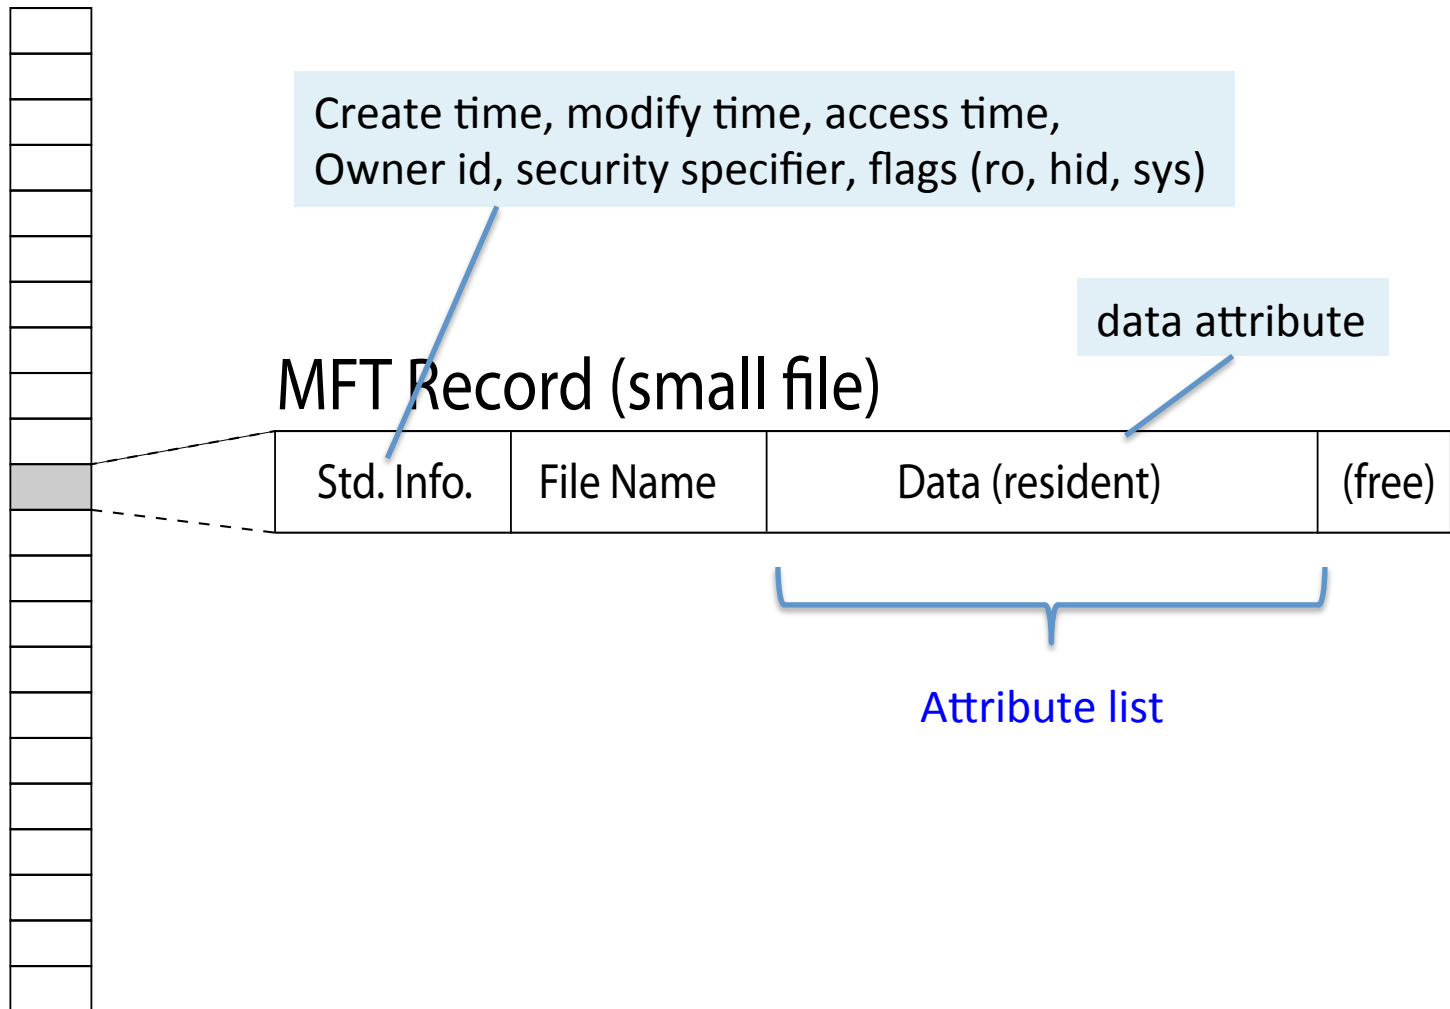 Create time, modify time, access time,
Owner id, security specifier, flags (ro, hid, sys)
data attribute
MFT Record (small file)
Std. Info.
File Name
Data (resident)
(free)
Attribute list